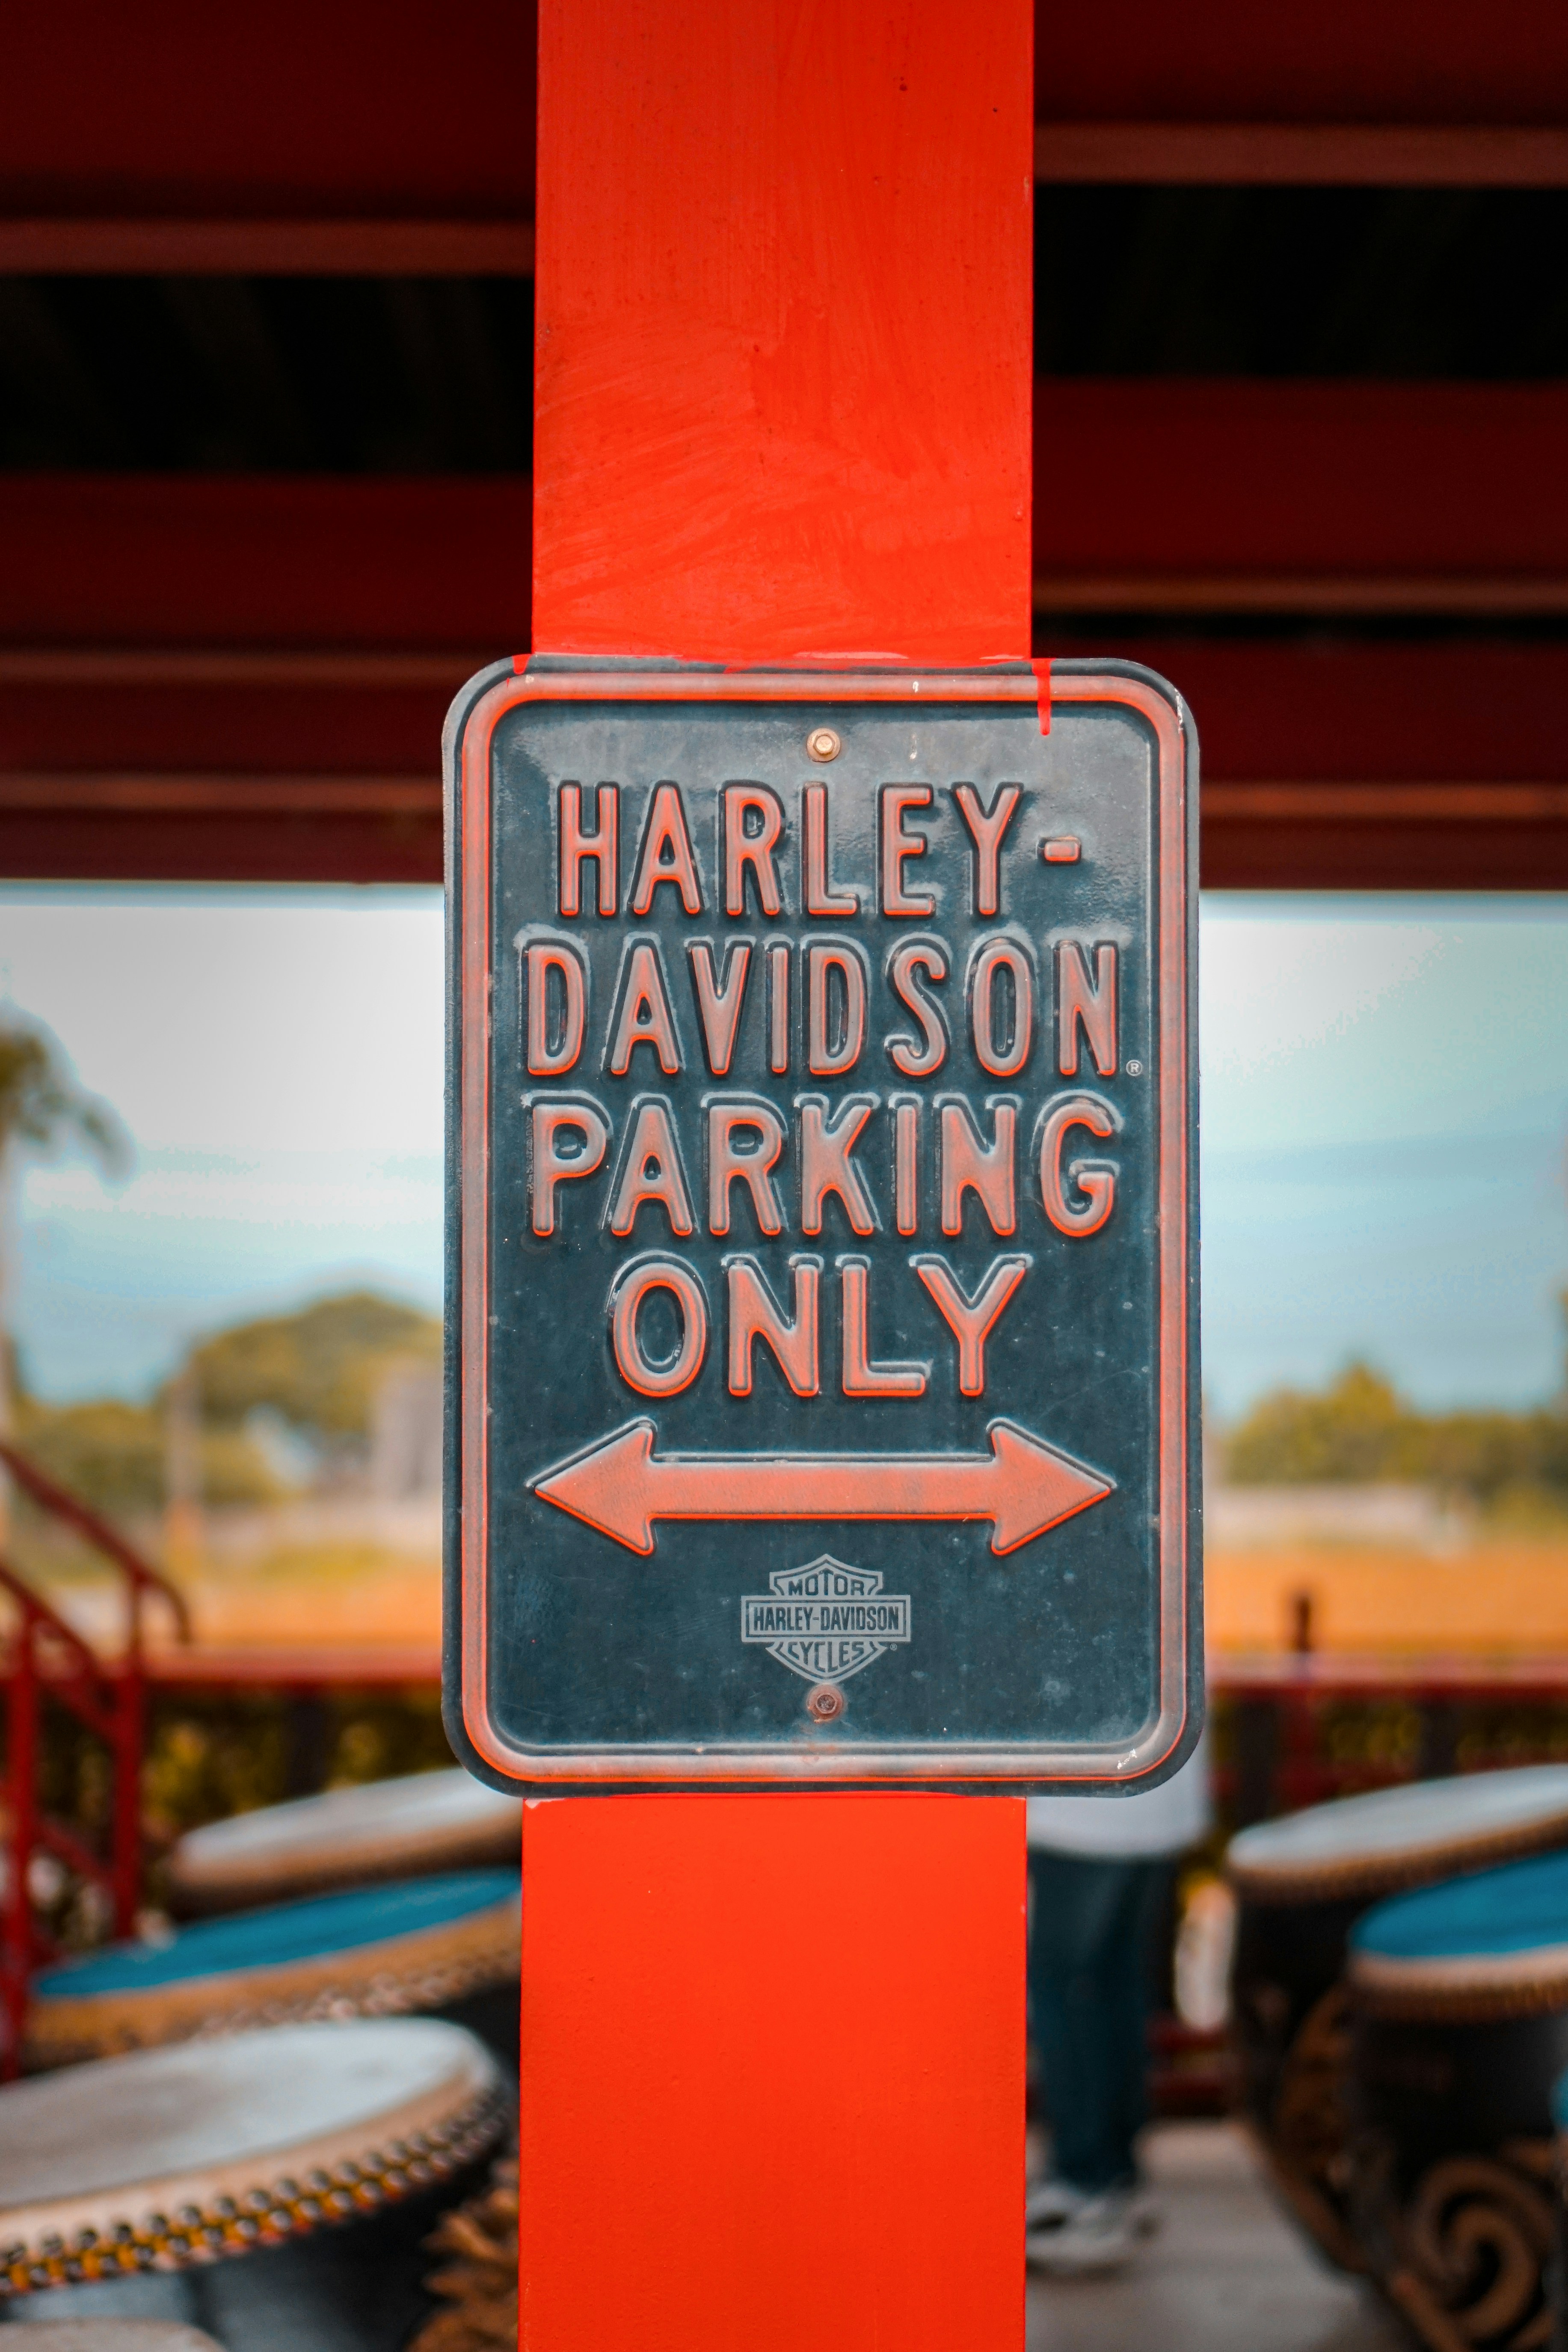 HARLEY-
DAVIDSON®
PARKING
ONLY
MOTOR
HARLEY-DAVIDSON
CYCLES®